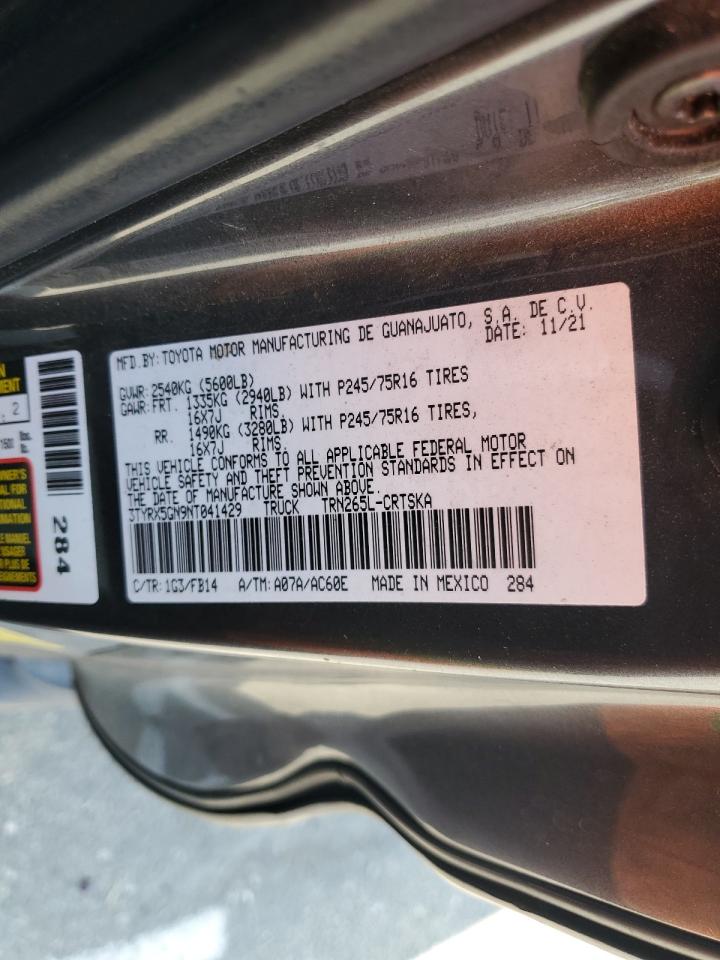 MFD.BY:TOYOTA MOTOR MANUFACTURING DE GUANAJUATO, S.A. DE C.V.
DATE: 11/21
GVWR:2540KG (5600LB)
GAWR:FRT. 1335KG (2940LB) WITH P245/75R16 TIRES
16X7J RIMS.
RR. 1490KG (3280LB) WITH P245/75R16 TIRES,
16X7J RIMS.
THIS VEHICLE CONFORMS TO ALL APPLICABLE FEDERAL MOTOR
VEHICLE SAFETY AND THEFT PREVENTION STANDARDS IN EFFECT ON
THE DATE OF MANUFACTURE SHOWN ABOVE.
3TYRX5GN9NT041429 TRUCK TRN265L-CRTSKA
C/TR:1G3/FB14 A/TM:A07A/AC60E MADE IN MEXICO 284
: 2
lbs.
284